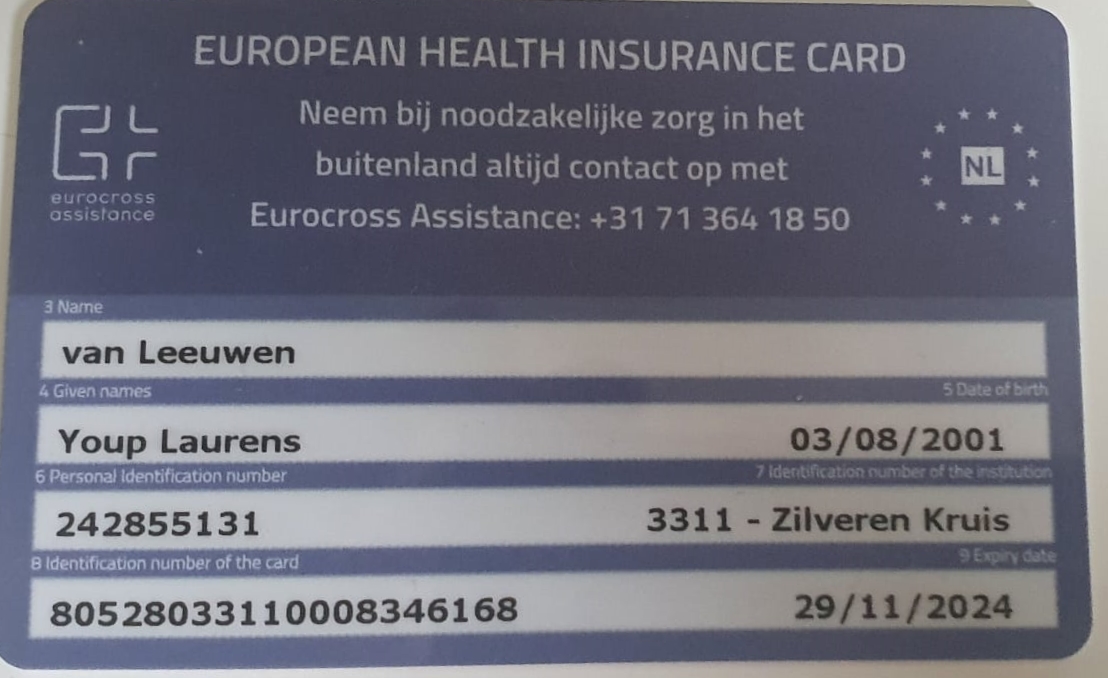 EUROPEAN HEALTH INSURANCE CARD
Neem bij noodzakelijke zorg in het
buitenland altijd contact op met
Eurocross Assistance: +31 71 364 18 50
eurocross
assistance
NL
3 Name
van Leeuwen
4 Given names 5 Date of birth
Youp Laurens 03/08/2001
6 Personal Identification number 7 Identification number of the institution
242855131 3311 - Zilveren Kruis
8 Identification number of the card 9 Expiry date
80528033110008346168 29/11/2024